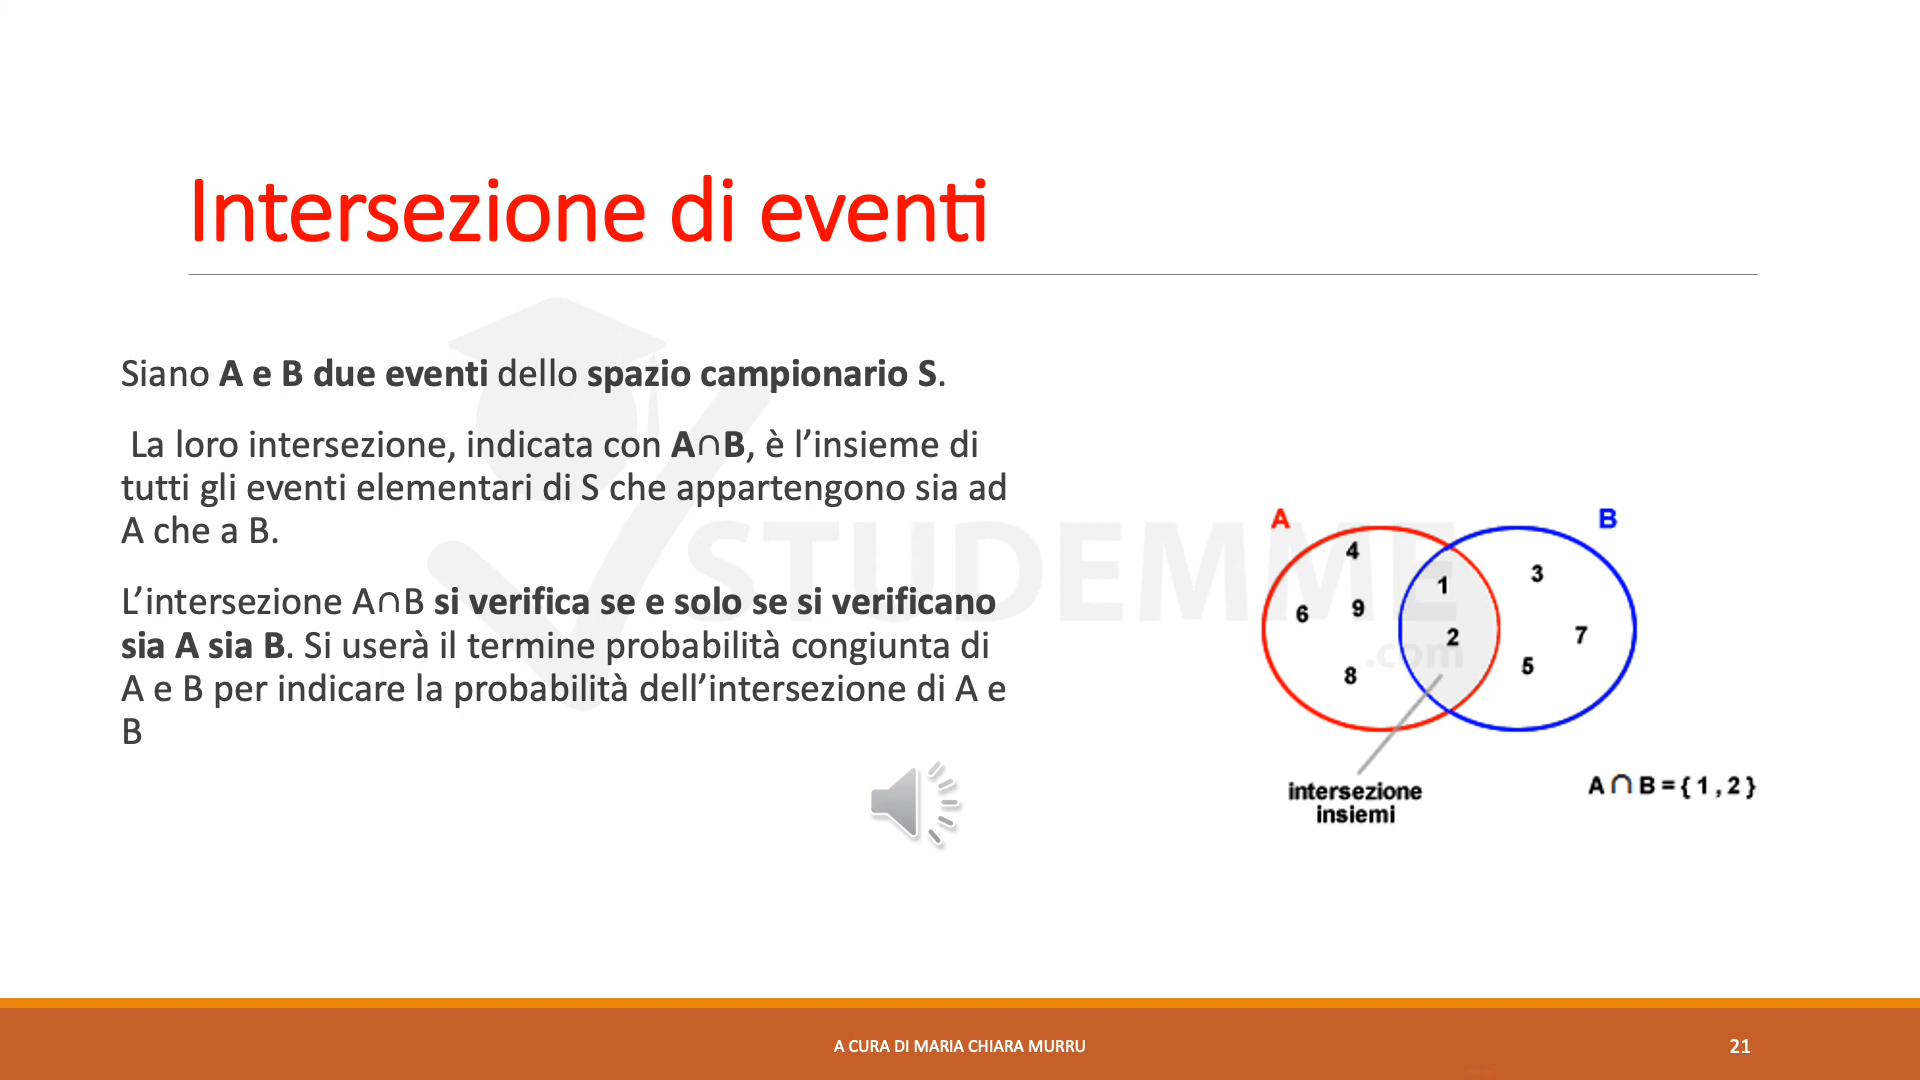 Intersezione di eventi
Siano A e B due eventi dello spazio campionario S.
La loro intersezione, indicata con A∩B, è l’insieme di
tutti gli eventi elementari di S che appartengono sia ad
A che a B.
L’intersezione A∩B si verifica se e solo se si verificano
sia A sia B. Si userà il termine probabilità congiunta di
A e B per indicare la probabilità dell’intersezione di A e
B
STUDEMME
.com
A
B
4
1
3
6
9
2
7
8
5
intersezione
insiemi
A∩B={1,2}
A CURA DI MARIA CHIARA MURRU
21